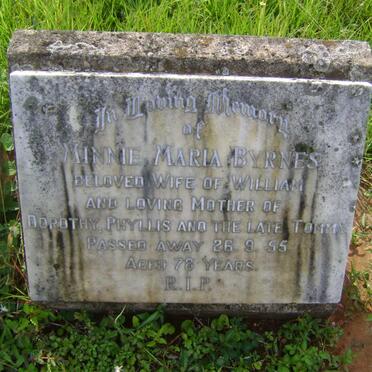 In Loving Memory
of
MINNIE MARIA BYRNES
BELOVED WIFE OF WILLIAM
AND LOVING MOTHER OF
DOROTHY, PHYLLIS AND THE LATE TOMMY
PASSED AWAY 26·9·55
AGED 78 YEARS.
R.I.P.